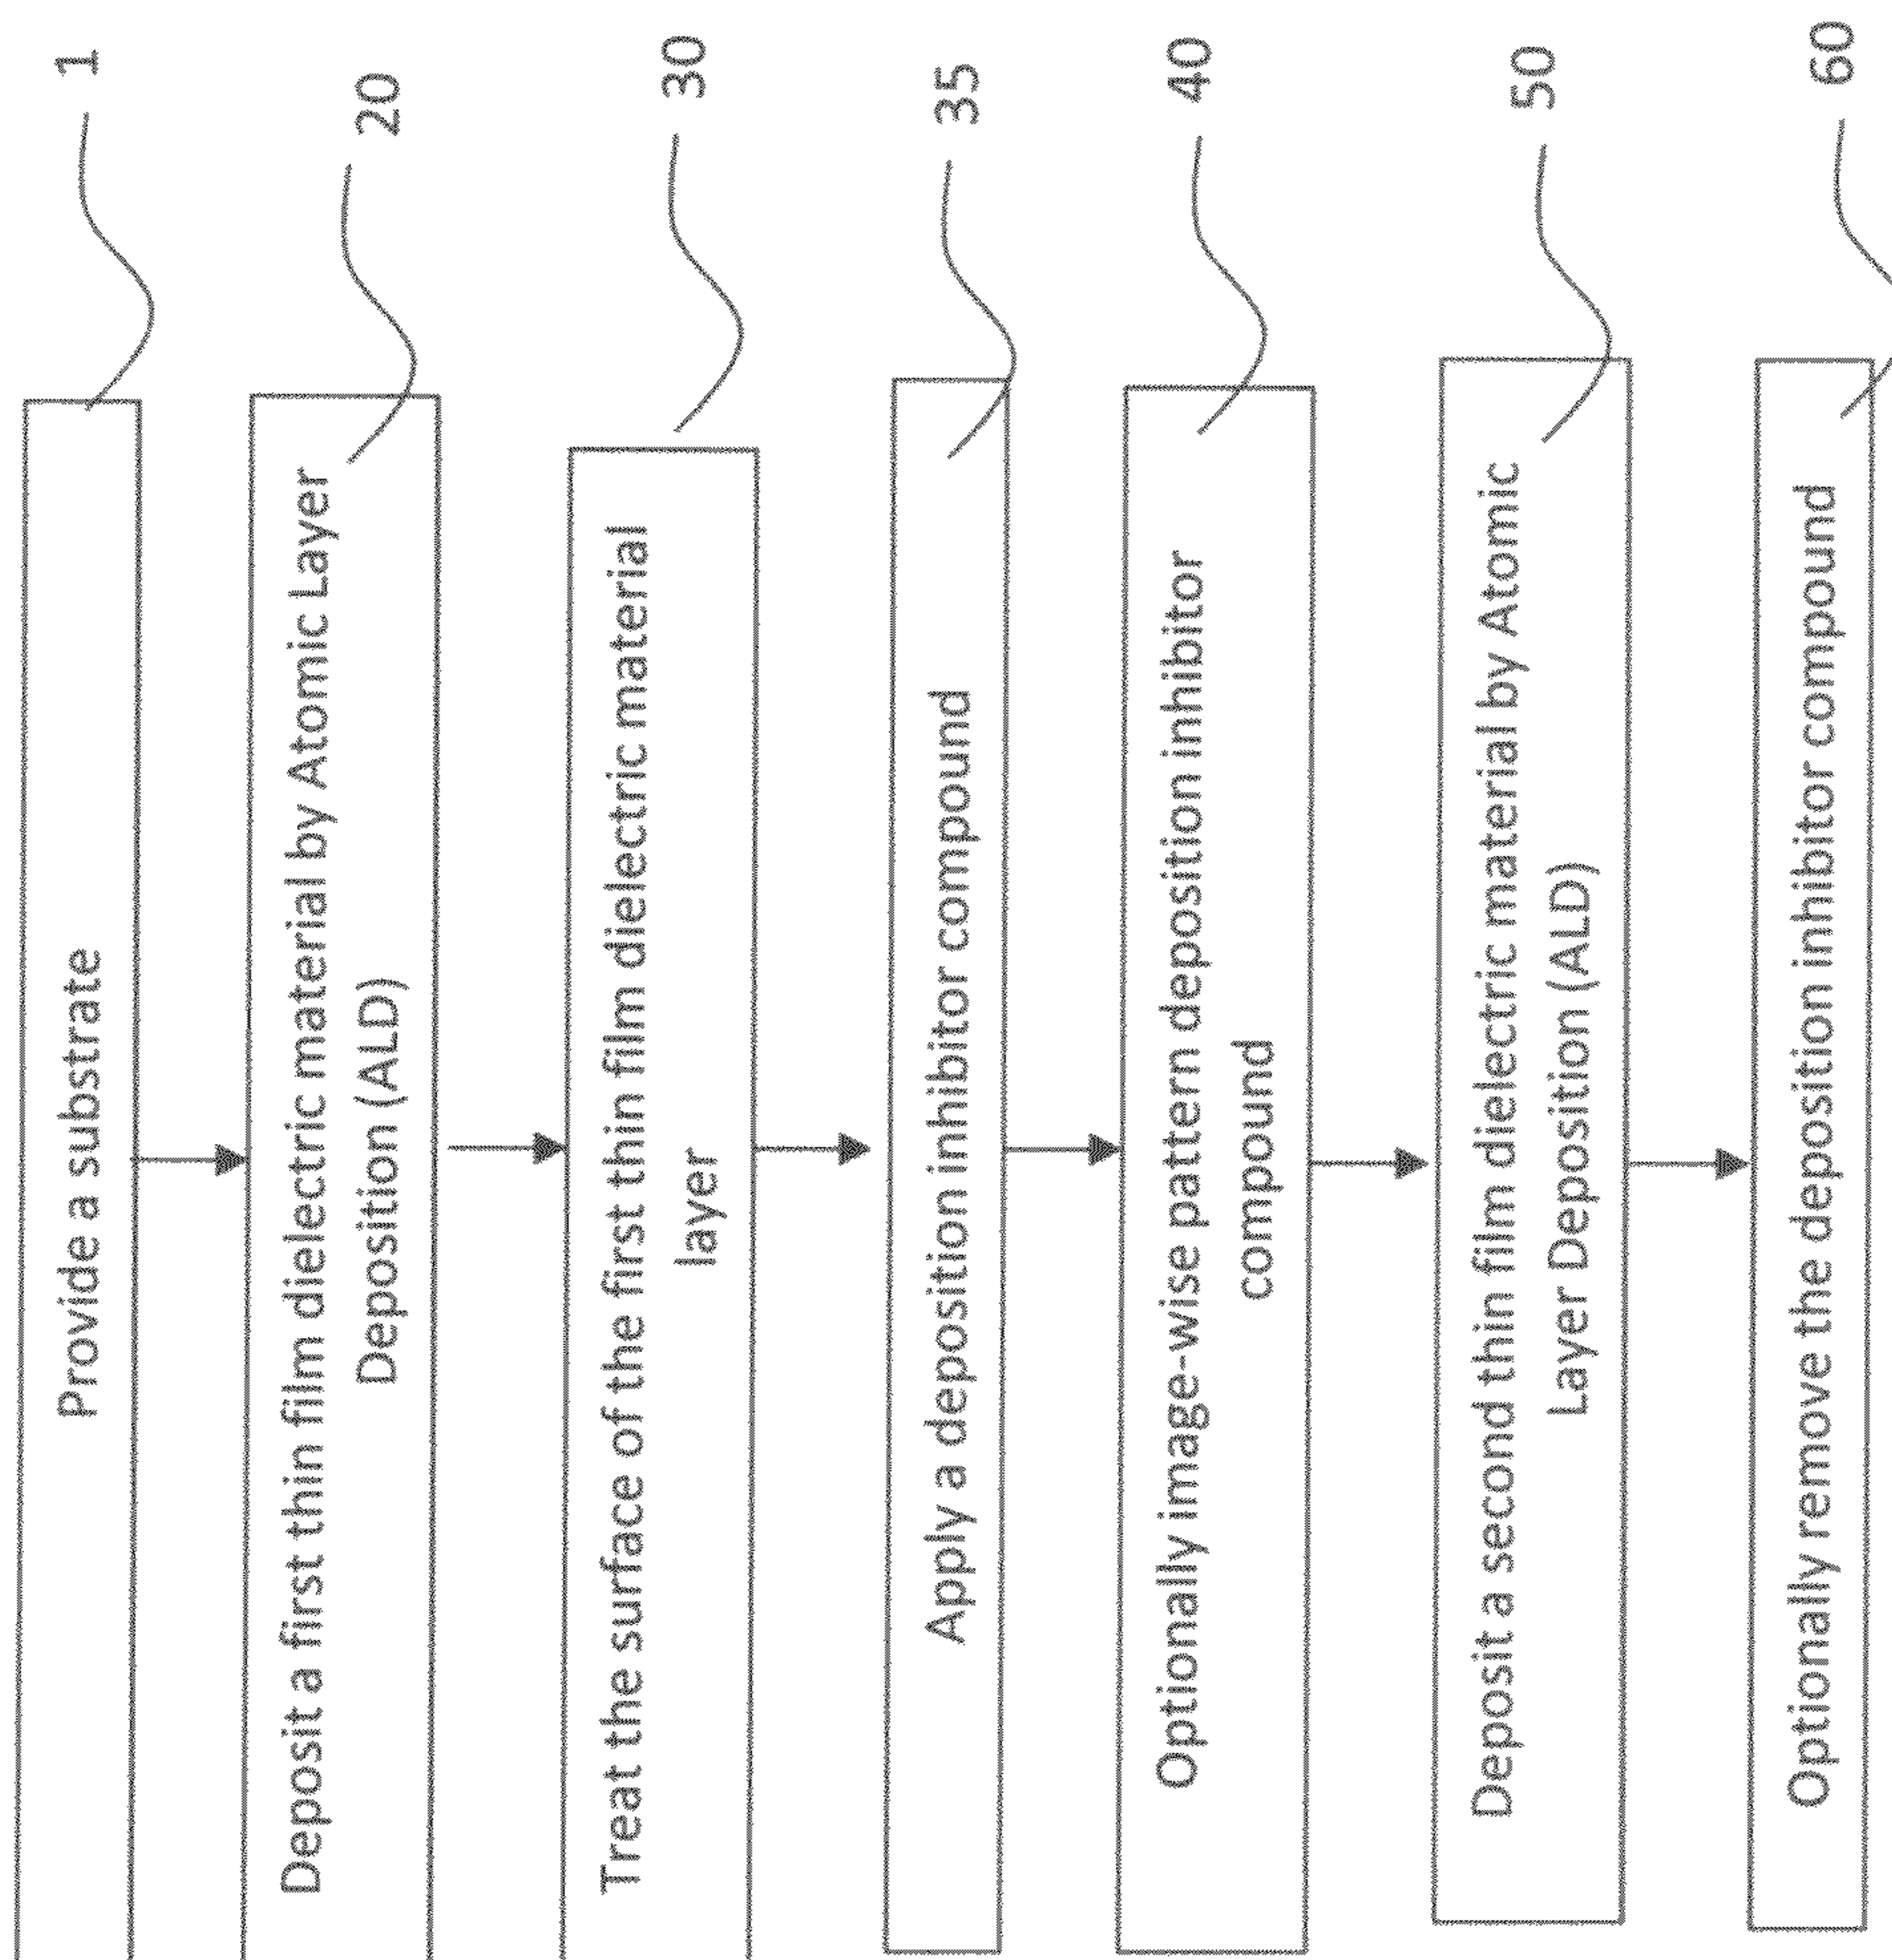 1
Provide a substrate
20
Deposit a first thin film dielectric material by Atomic Layer
Deposition (ALD)
30
Treat the surface of the first thin film dielectric material
layer
35
Apply a deposition inhibitor compound
40
Optionally image-wise pattern deposition inhibitor
compound
50
Deposit a second thin film dielectric material by Atomic
Layer Deposition (ALD)
60
Optionally remove the deposition inhibitor compound